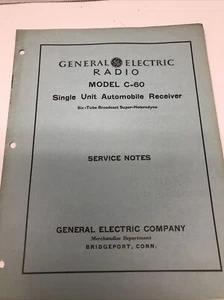 GENERAL ELECTRIC
RADIO
MODEL C-60
Single Unit Automobile Receiver
Six-Tube Broadcast Super-Heterodyne
SERVICE NOTES
GENERAL ELECTRIC COMPANY
Merchandise Department
BRIDGEPORT, CONN.